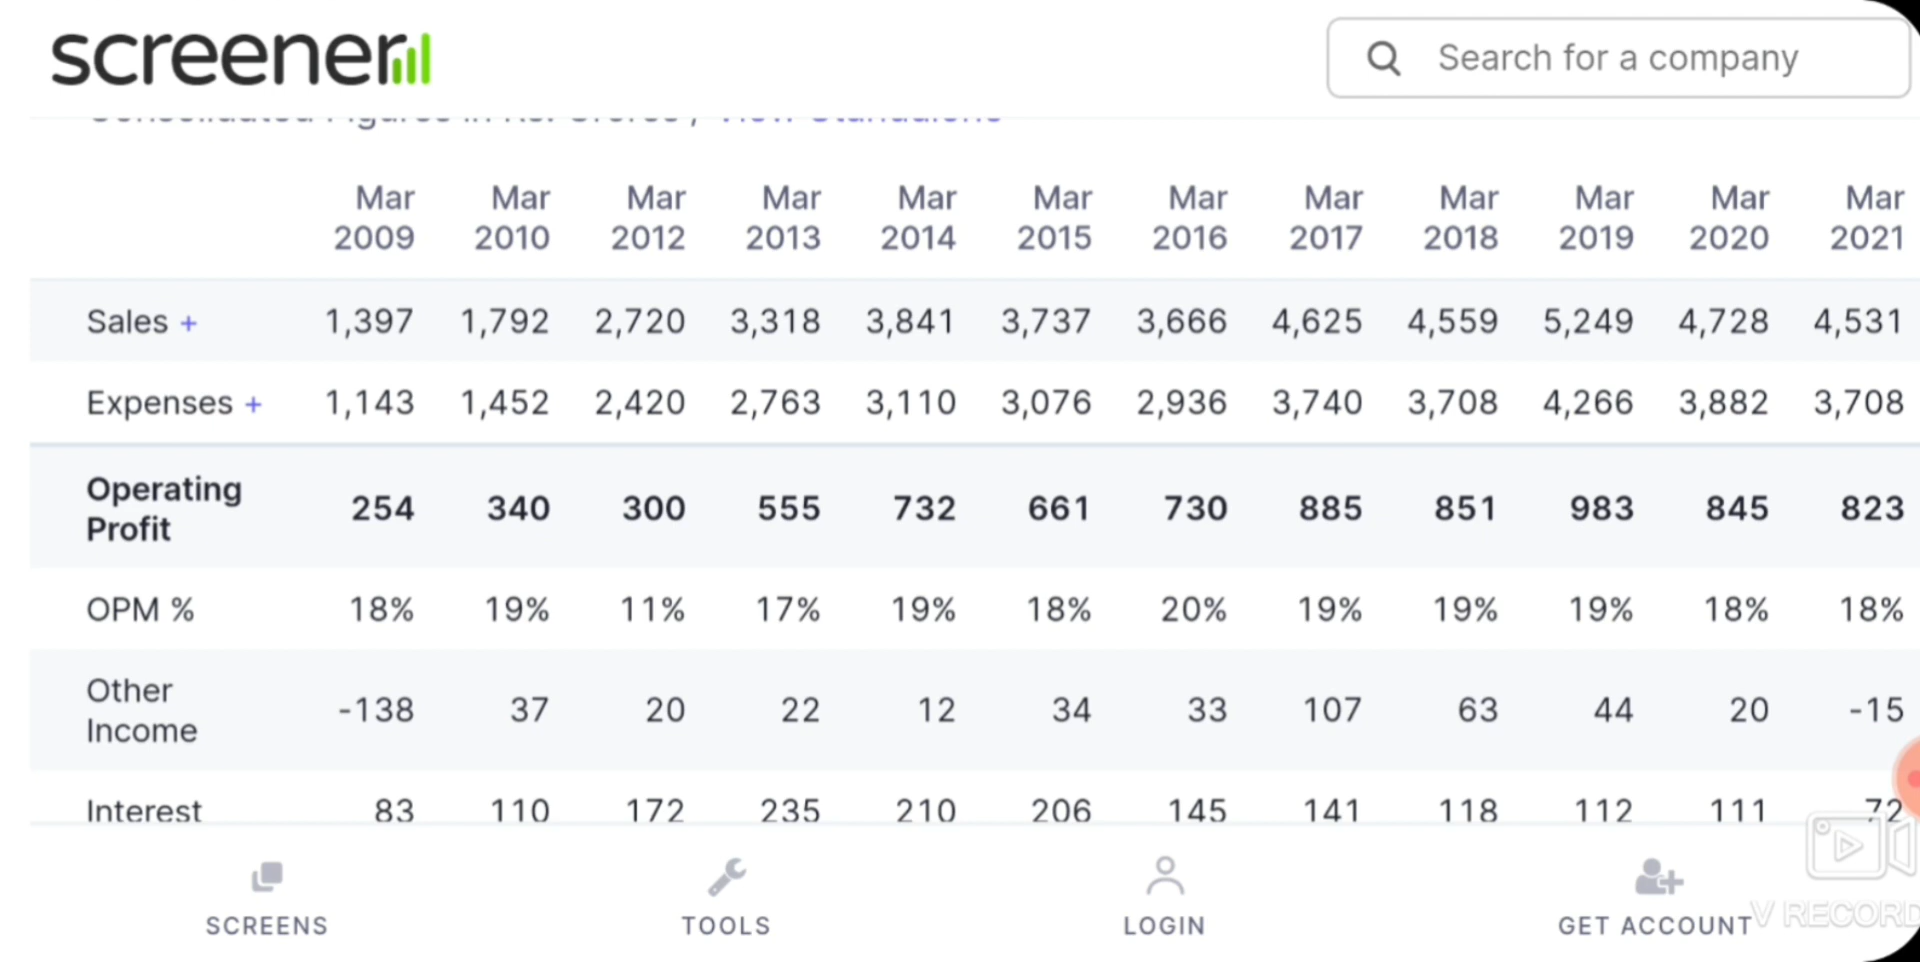 screener
Search for a company
Mar Mar Mar Mar Mar Mar Mar Mar Mar Mar Mar Mar
2009 2010 2012 2013 2014 2015 2016 2017 2018 2019 2020 2021
Sales + 1,397 1,792 2,720 3,318 3,841 3,737 3,666 4,625 4,559 5,249 4,728 4,531
Expenses + 1,143 1,452 2,420 2,763 3,110 3,076 2,936 3,740 3,708 4,266 3,882 3,708
Operating
Profit 254 340 300 555 732 661 730 885 851 983 845 823
OPM % 18% 19% 11% 17% 19% 18% 20% 19% 19% 19% 18% 18%
Other
Income -138 37 20 22 12 34 33 107 63 44 20 -15
Interest 83 110 172 235 210 206 145 141 118 112 111 72
SCREENS TOOLS LOGIN GET ACCOUNT
V RECORD